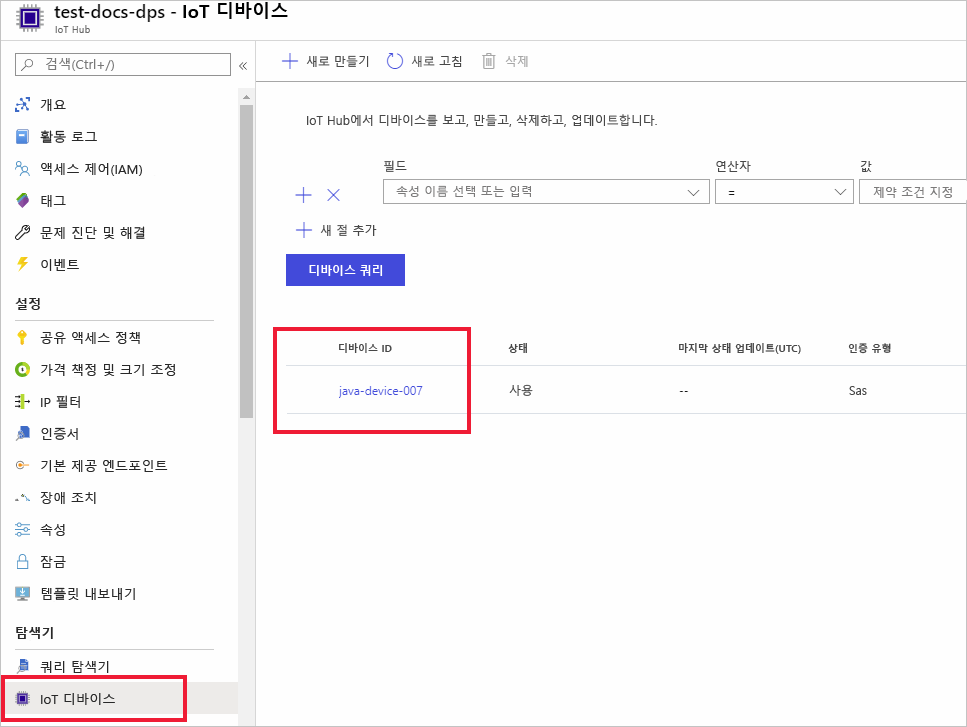 test-docs-dps - IoT 디바이스
IoT Hub
검색(Ctrl+/)
«
개요
활동 로그
액세스 제어(IAM)
태그
문제 진단 및 해결
이벤트
설정
공유 액세스 정책
가격 책정 및 크기 조정
IP 필터
인증서
기본 제공 엔드포인트
장애 조치
속성
잠금
템플릿 내보내기
탐색기
쿼리 탐색기
IoT 디바이스
새로 만들기 새로 고침 삭제
IoT Hub에서 디바이스를 보고, 만들고, 삭제하고, 업데이트합니다.
필드 연산자 값
속성 이름 선택 또는 입력 = 제약 조건 지정
새 절 추가
디바이스 쿼리
디바이스 ID 상태 마지막 상태 업데이트(UTC) 인증 유형
java-device-007 사용 -- Sas